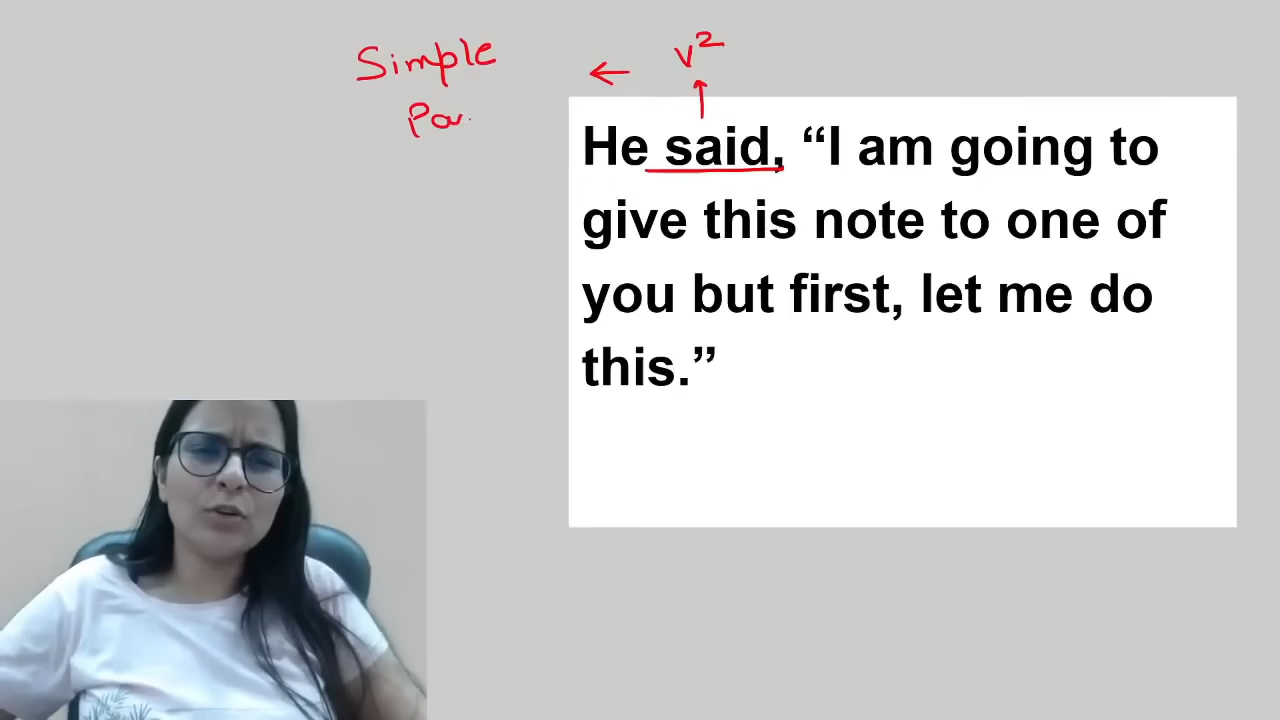 Simple ← v²
Pas
He said, “I am going to
give this note to one of
you but first, let me do
this.”